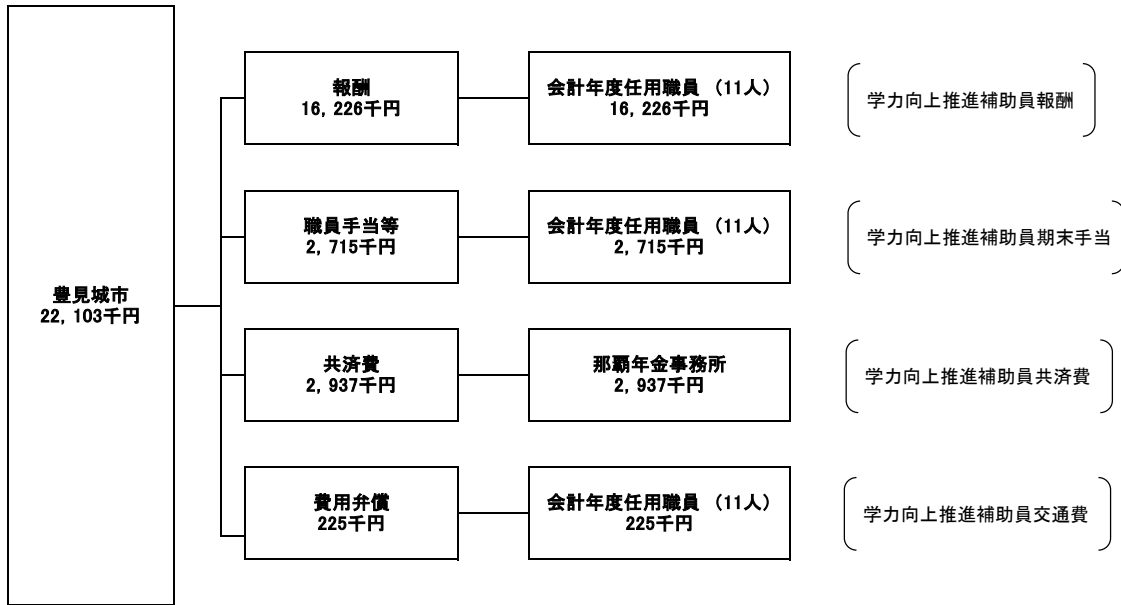 豊見城市
22, 103千円
報酬
16, 226千円
会計年度任用職員 （11人）
16, 226千円
学力向上推進補助員報酬
職員手当等
2, 715千円
会計年度任用職員 （11人）
2, 715千円
学力向上推進補助員期末手当
共済費
2, 937千円
那覇年金事務所
2, 937千円
学力向上推進補助員共済費
費用弁償
225千円
会計年度任用職員 （11人）
225千円
学力向上推進補助員交通費